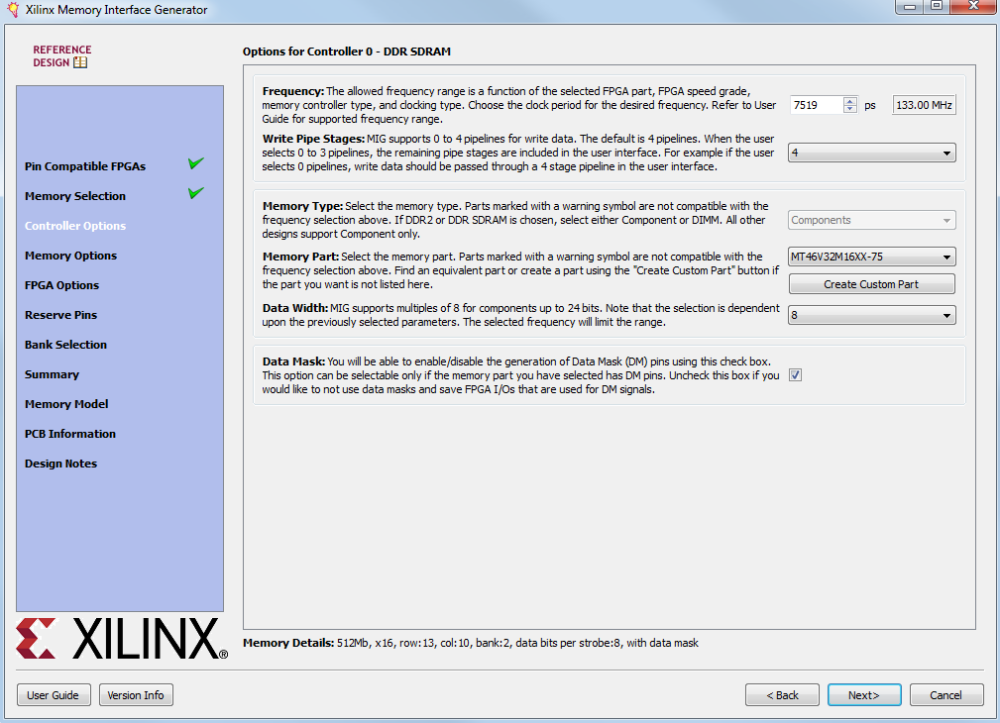 Xilinx Memory Interface Generator
REFERENCE
DESIGN
Pin Compatible FPGAs
Memory Selection
Controller Options
Memory Options
FPGA Options
Reserve Pins
Bank Selection
Summary
Memory Model
PCB Information
Design Notes
XILINX®
Options for Controller 0 - DDR SDRAM
Frequency: The allowed frequency range is a function of the selected FPGA part, FPGA speed grade,
memory controller type, and clocking type. Choose the clock period for the desired frequency. Refer to User
Guide for supported frequency range.
7519 ps 133.00 MHz
Write Pipe Stages: MIG supports 0 to 4 pipelines for write data. The default is 4 pipelines. When the user
selects 0 to 3 pipelines, the remaining pipe stages are included in the user interface. For example if the user
selects 0 pipelines, write data should be passed through a 4 stage pipeline in the user interface.
4
Memory Type: Select the memory type. Parts marked with a warning symbol are not compatible with the
frequency selection above. If DDR2 or DDR SDRAM is chosen, select either Component or DIMM. All other
designs support Component only.
Components
Memory Part: Select the memory part. Parts marked with a warning symbol are not compatible with the
frequency selection above. Find an equivalent part or create a part using the "Create Custom Part" button if
the part you want is not listed here.
MT46V32M16XX-75
Create Custom Part
Data Width: MIG supports multiples of 8 for components up to 24 bits. Note that the selection is dependent
upon the previously selected parameters. The selected frequency will limit the range.
8
Data Mask: You will be able to enable/disable the generation of Data Mask (DM) pins using this check box.
This option can be selectable only if the memory part you have selected has DM pins. Uncheck this box if you
would like to not use data masks and save FPGA I/Os that are used for DM signals.
Memory Details: 512Mb, x16, row:13, col:10, bank:2, data bits per strobe:8, with data mask
User Guide
Version Info
< Back
Next>
Cancel